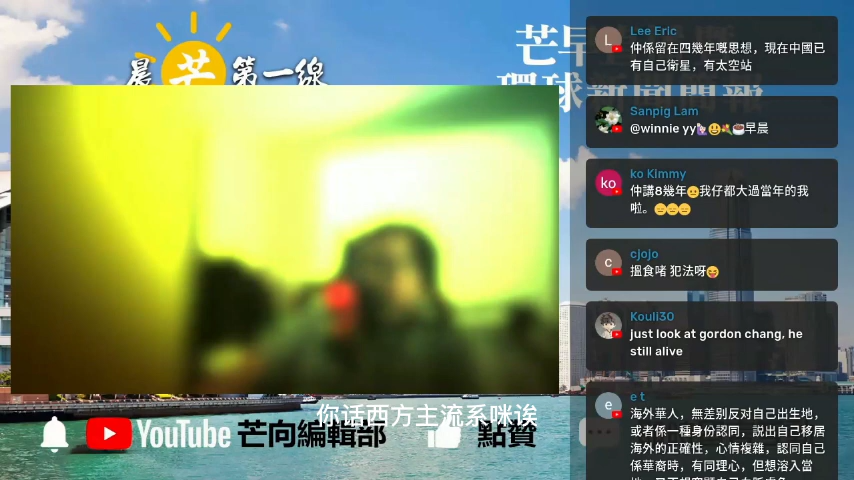 晨芒第一線
芒早
環球新聞簡報
你话西方主流系咪诶
YouTube 芒向編輯部
點贊
L
Lee Eric
仲係留在四幾年嘅思想，現在中國已
有自己衛星，有太空站
Sanpig Lam
@winnie yy🙋🏻‍♀️😃💐☕早晨
ko
ko Kimmy
仲講8幾年😐我仔都大過當年的我
啦。😑😑😑
c
cjojo
搵食啫 犯法呀😝
Kouli30
just look at gordon chang, he
still alive
e
e t
海外華人，無差别反对自己出生地，
或者係一種身份認同，説出自己移居
海外的正確性，心情複雜，認同自己
係華裔時，有同理心，但想溶入當